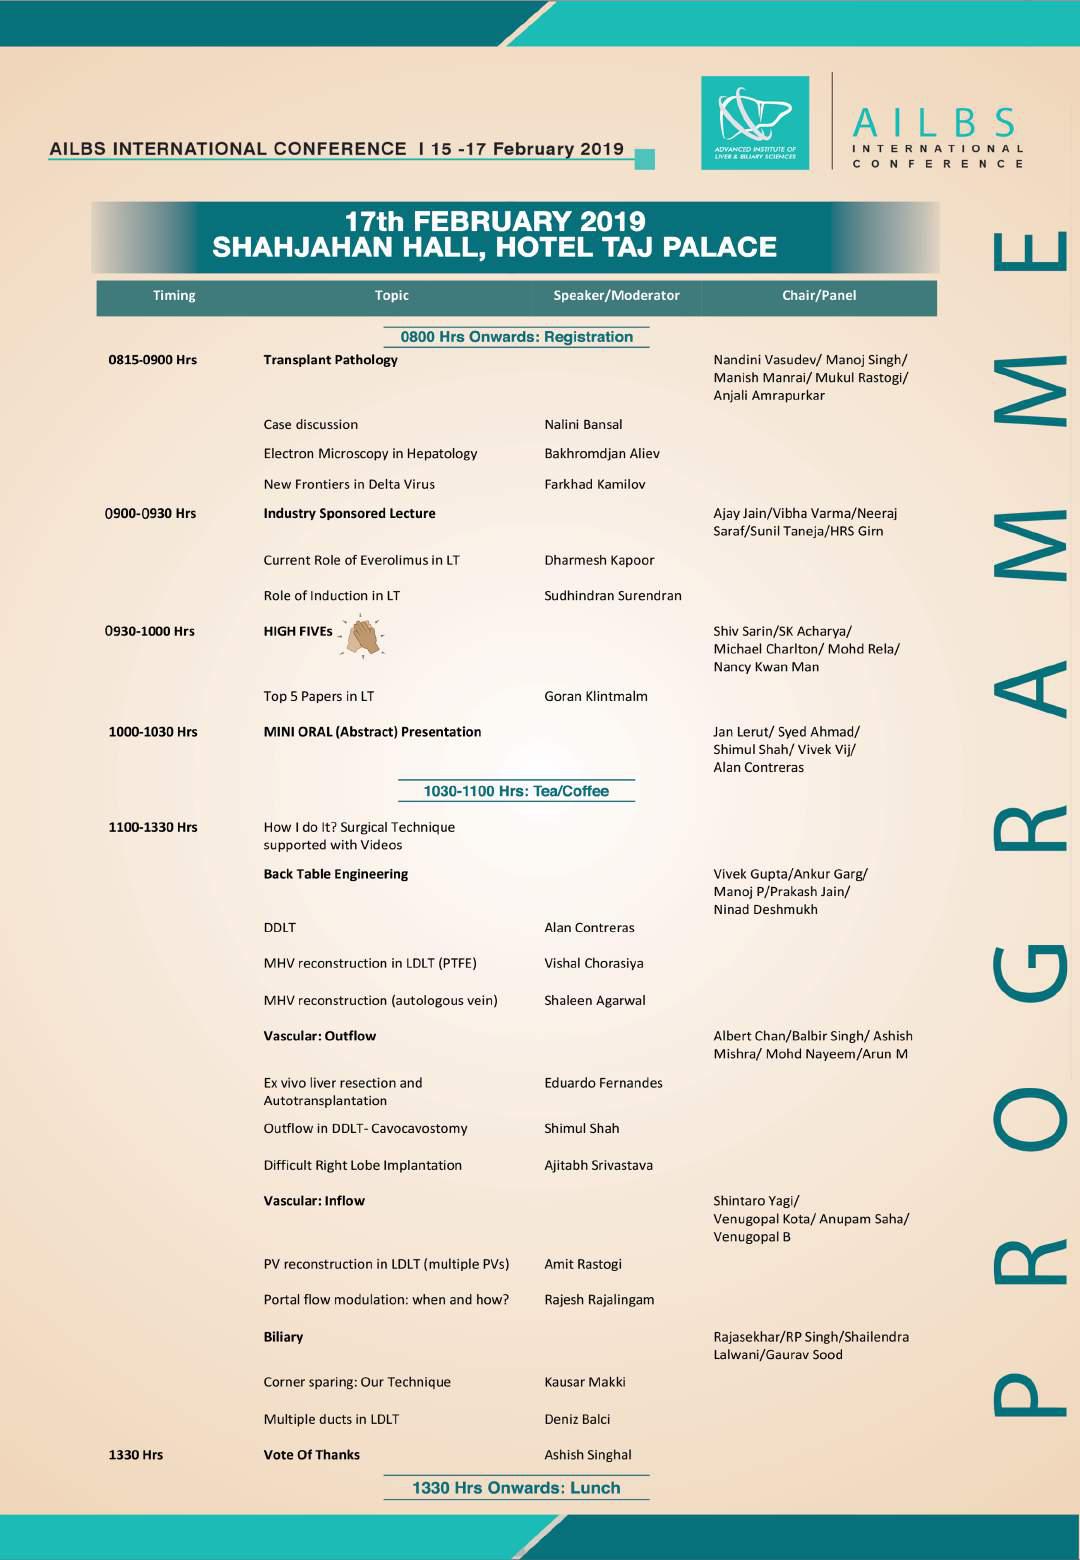 AILBS INTERNATIONAL CONFERENCE I 15 -17 February 2019
ADVANCED INSTITUTE OF
LIVER & BILIARY SCIENCES
AILBS
INTERNATIONAL
CONFERENCE
17th FEBRUARY 2019
SHAHJAHAN HALL, HOTEL TAJ PALACE
Timing Topic Speaker/Moderator Chair/Panel
0800 Hrs Onwards: Registration
0815-0900 Hrs Transplant Pathology Nandini Vasudev/ Manoj Singh/
Manish Manrai/ Mukul Rastogi/
Anjali Amrapurkar
Case discussion Nalini Bansal
Electron Microscopy in Hepatology Bakhromdjan Aliev
New Frontiers in Delta Virus Farkhad Kamilov
0900-0930 Hrs Industry Sponsored Lecture Ajay Jain/Vibha Varma/Neeraj
Saraf/Sunil Taneja/HRS Girn
Current Role of Everolimus in LT Dharmesh Kapoor
Role of Induction in LT Sudhindran Surendran
0930-1000 Hrs HIGH FIVEs Shiv Sarin/SK Acharya/
Michael Charlton/ Mohd Rela/
Nancy Kwan Man
Top 5 Papers in LT Goran Klintmalm
1000-1030 Hrs MINI ORAL (Abstract) Presentation Jan Lerut/ Syed Ahmad/
Shimul Shah/ Vivek Vij/
Alan Contreras
1030-1100 Hrs: Tea/Coffee
1100-1330 Hrs How I do It? Surgical Technique
supported with Videos
Back Table Engineering Vivek Gupta/Ankur Garg/
Manoj P/Prakash Jain/
Ninad Deshmukh
DDLT Alan Contreras
MHV reconstruction in LDLT (PTFE) Vishal Chorasiya
MHV reconstruction (autologous vein) Shaleen Agarwal
Vascular: Outflow Albert Chan/Balbir Singh/ Ashish
Mishra/ Mohd Nayeem/Arun M
Ex vivo liver resection and Eduardo Fernandes
Autotransplantation
Outflow in DDLT- Cavocavostomy Shimul Shah
Difficult Right Lobe Implantation Ajitabh Srivastava
Vascular: Inflow Shintaro Yagi/
Venugopal Kota/ Anupam Saha/
Venugopal B
PV reconstruction in LDLT (multiple PVs) Amit Rastogi
Portal flow modulation: when and how? Rajesh Rajalingam
Biliary Rajasekhar/RP Singh/Shailendra
Lalwani/Gaurav Sood
Corner sparing: Our Technique Kausar Makki
Multiple ducts in LDLT Deniz Balci
1330 Hrs Vote Of Thanks Ashish Singhal
1330 Hrs Onwards: Lunch
PROGRAMME